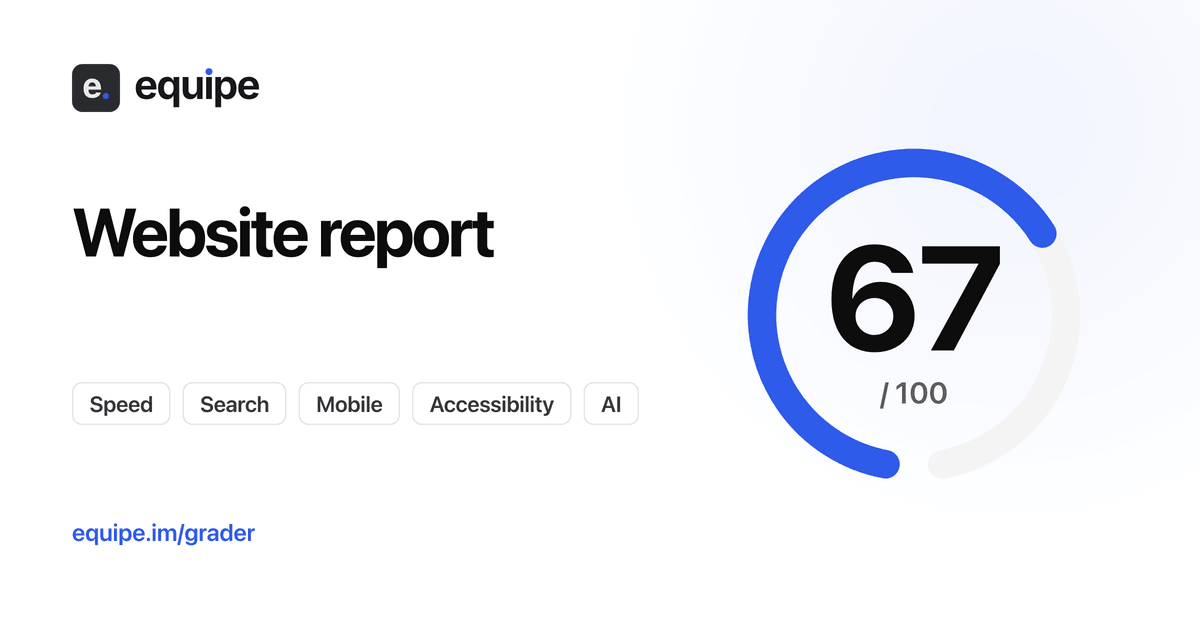 e. equipe
Website report
67
/ 100
Speed Search Mobile Accessibility AI
equipe.im/grader